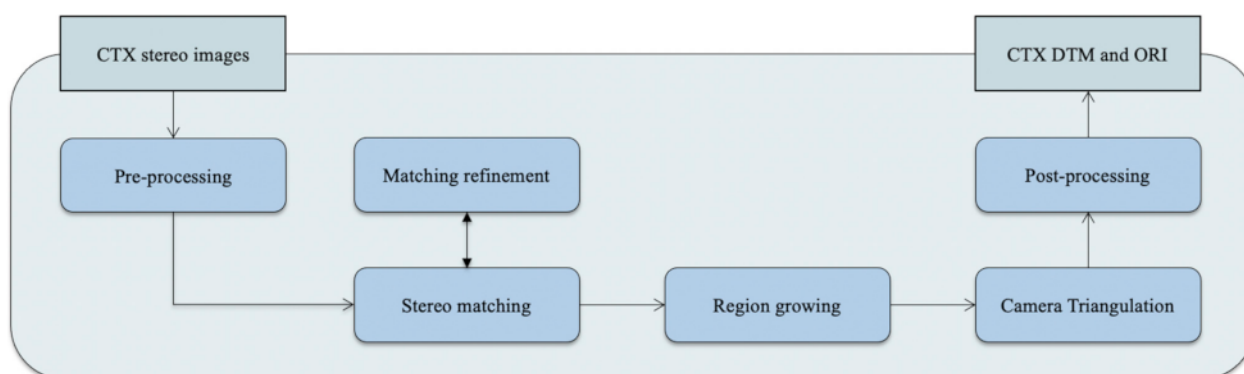 CTX stereo images
CTX DTM and ORI
Pre-processing
Matching refinement
Post-processing
Stereo matching
Region growing
Camera Triangulation